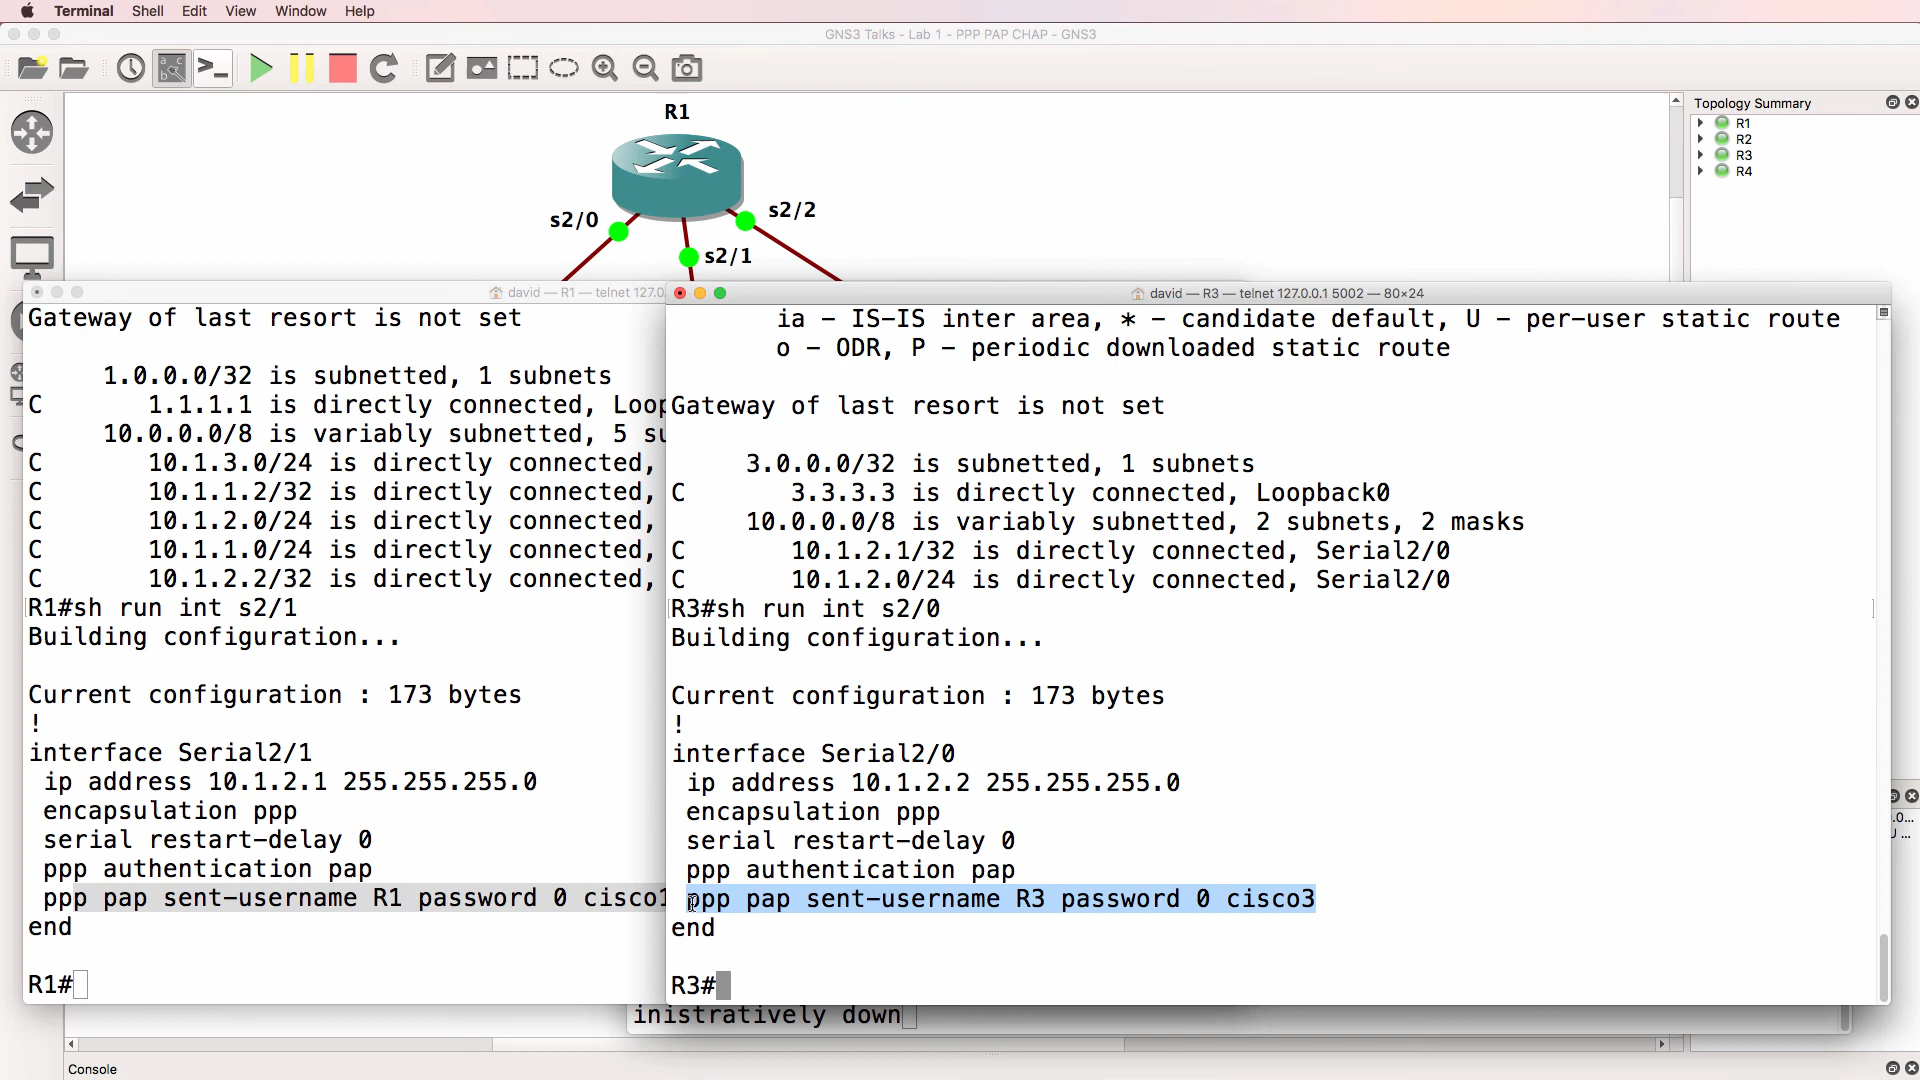 Terminal Shell Edit View Window Help
GNS3 Talks - Lab 1 - PPP PAP CHAP - GNS3
R1
s2/0
s2/2
s2/1
Topology Summary
R1
R2
R3
R4
david — R1 — telnet 127.0.
Gateway of last resort is not set
1.0.0.0/32 is subnetted, 1 subnets
C 1.1.1.1 is directly connected, Loop
10.0.0.0/8 is variably subnetted, 5 su
C 10.1.3.0/24 is directly connected,
C 10.1.1.2/32 is directly connected,
C 10.1.2.0/24 is directly connected,
C 10.1.1.0/24 is directly connected,
C 10.1.2.2/32 is directly connected,
R1#sh run int s2/1
Building configuration...
Current configuration : 173 bytes
!
interface Serial2/1
ip address 10.1.2.1 255.255.255.0
encapsulation ppp
serial restart-delay 0
ppp authentication pap
ppp pap sent-username R1 password 0 cisco1
end
R1#
david — R3 — telnet 127.0.0.1 5002 — 80×24
ia - IS-IS inter area, * - candidate default, U - per-user static route
o - ODR, P - periodic downloaded static route
Gateway of last resort is not set
3.0.0.0/32 is subnetted, 1 subnets
C 3.3.3.3 is directly connected, Loopback0
10.0.0.0/8 is variably subnetted, 2 subnets, 2 masks
C 10.1.2.1/32 is directly connected, Serial2/0
C 10.1.2.0/24 is directly connected, Serial2/0
R3#sh run int s2/0
Building configuration...
Current configuration : 173 bytes
!
interface Serial2/0
ip address 10.1.2.2 255.255.255.0
encapsulation ppp
serial restart-delay 0
ppp authentication pap
ppp pap sent-username R3 password 0 cisco3
end
R3#
inistratively down
Console